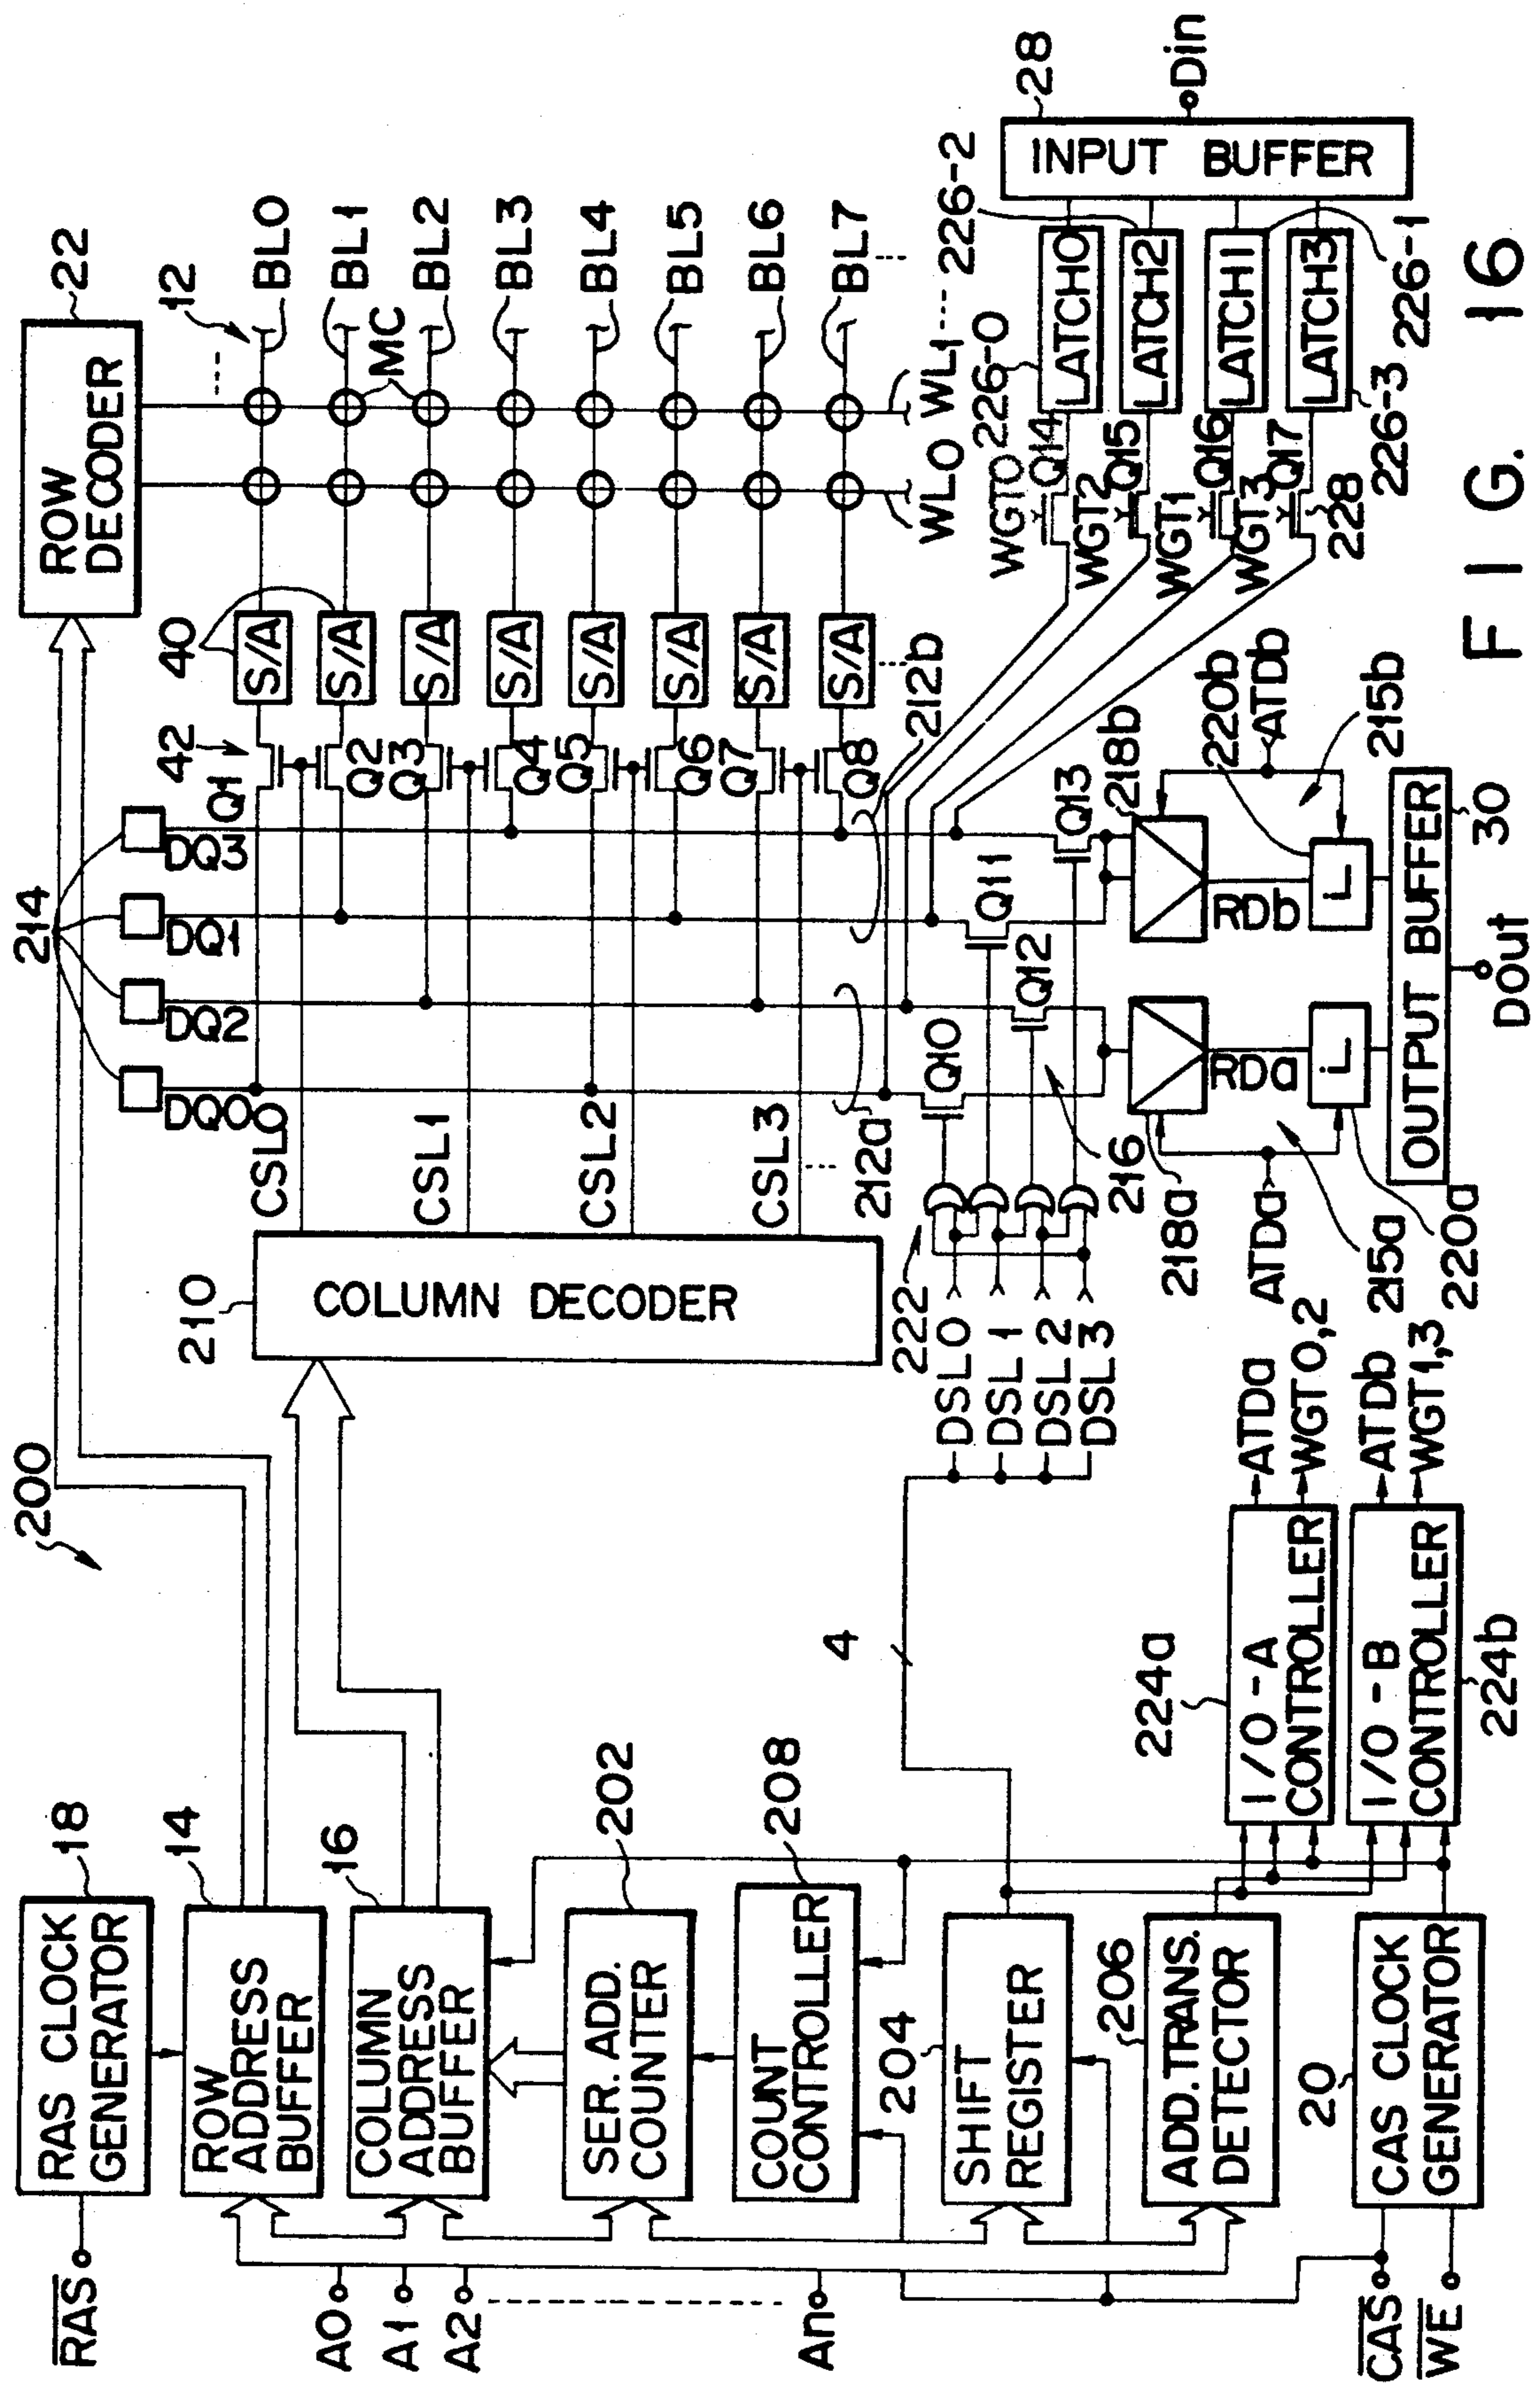 200
22
ROW
DECODER
12
BL0
BL1
BL2
BL3
BL4
BL5
BL6
BL7
MC
WL0
WL1
40
S/A
S/A
S/A
S/A
S/A
S/A
S/A
S/A
42
Q1
Q2
Q3
Q4
Q5
Q6
Q7
Q8
214
DQ3
DQ1
DQ2
DQ0
CSL0
CSL1
CSL2
CSL3
210
COLUMN DECODER
212a
212b
RAS
18
RAS CLOCK
GENERATOR
14
ROW
ADDRESS
BUFFER
16
COLUMN
ADDRESS
BUFFER
202
SER. ADD.
COUNTER
208
COUNT
CONTROLLER
204
SHIFT
REGISTER
206
ADD.TRANS.
DETECTOR
20
CAS CLOCK
GENERATOR
A0
A1
A2
An
CAS
WE
4
DSL0
DSL1
DSL2
DSL3
222
Q10
Q11
Q12
Q13
216
218a
218b
RDa
RDb
L
L
ATDa
ATDb
215a
215b
220a
220b
OUTPUT BUFFER
30
DOut
224a
I/O-A
CONTROLLER
ATDa
WGT0,2
224b
I/O-B
CONTROLLER
ATDb
WGT1,3
WGT0
Q14
WGT2
Q15
WGT1
Q16
WGT3
Q17
228
226-0
LATCH0
226-2
LATCH2
226-1
LATCH1
226-3
LATCH3
28
INPUT BUFFER
Din
FIG. 16